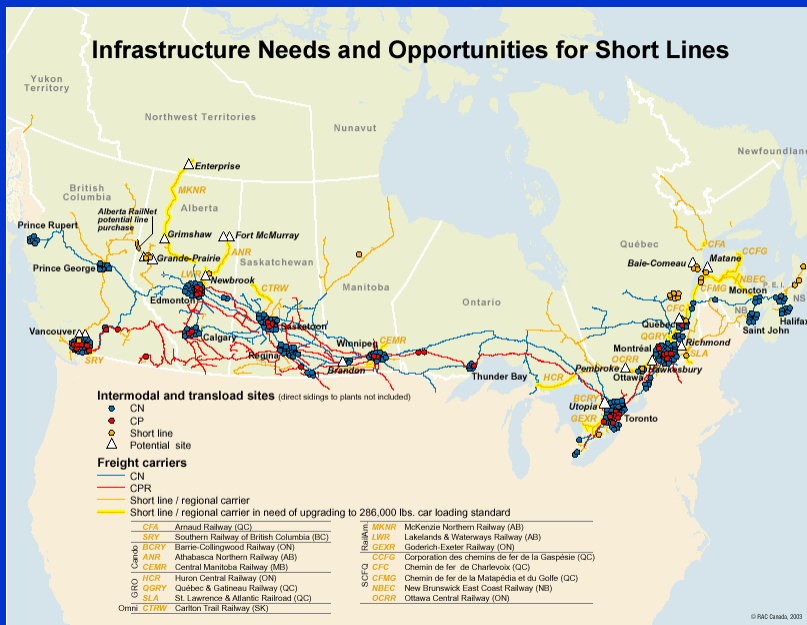 Infrastructure Needs and Opportunities for Short Lines
Yukon
Territory
Northwest Territories
Nunavut
Newfoundland
British
Columbia
Enterprise
MKNR
Alberta
Alberta RailNet
potential line
purchase
Prince Rupert
Grimshaw
Fort McMurray
ANR
Saskatchewan
Grande-Prairie
Prince George
LWR
Newbrook
CTRW
Manitoba
Ontario
Québec
CFA
CCFG
Baie-Comeau
Matane
NBEC
CFMG
Moncton
P.E.I.
NS
NB
Halifax
Saint John
CFC
Edmonton
Vancouver
Calgary
Saskatoon
SRY
Regina
Winnipeg
CEMR
Brandon
Thunder Bay
HCR
Québec
QGRY
Richmond
Montréal
SLA
OCRR
Pembroke
Hawkesbury
Ottawa
BCRY
Utopia
GEXR
Toronto
Intermodal and transload sites (direct sidings to plants not included)
CN
CP
Short line
Potential site
Freight carriers
CN
CPR
Short line / regional carrier
Short line / regional carrier in need of upgrading to 286,000 lbs. car loading standard
CFA Arnaud Railway (QC)
SRY Southern Railway of British Columbia (BC)
Cando
BCRY Barrie-Collingwood Railway (ON)
ANR Athabasca Northern Railway (AB)
CEMR Central Manitoba Railway (MB)
GRO
HCR Huron Central Railway (ON)
QGRY Québec & Gatineau Railway (QC)
SLA St. Lawrence & Atlantic Railroad (QC)
Omni CTRW Carlton Trail Railway (SK)
RailAm.
MKNR McKenzie Northern Railway (AB)
LWR Lakelands & Waterways Railway (AB)
GEXR Goderich-Exeter Railway (ON)
SCFQ
CCFG Corporation des chemins de fer de la Gaspésie (QC)
CFC Chemin de fer de Charlevoix (QC)
CFMG Chemin de fer de la Matapédia et du Golfe (QC)
NBEC New Brunswick East Coast Railway (NB)
OCRR Ottawa Central Railway (ON)
© RAC Canada, 2003